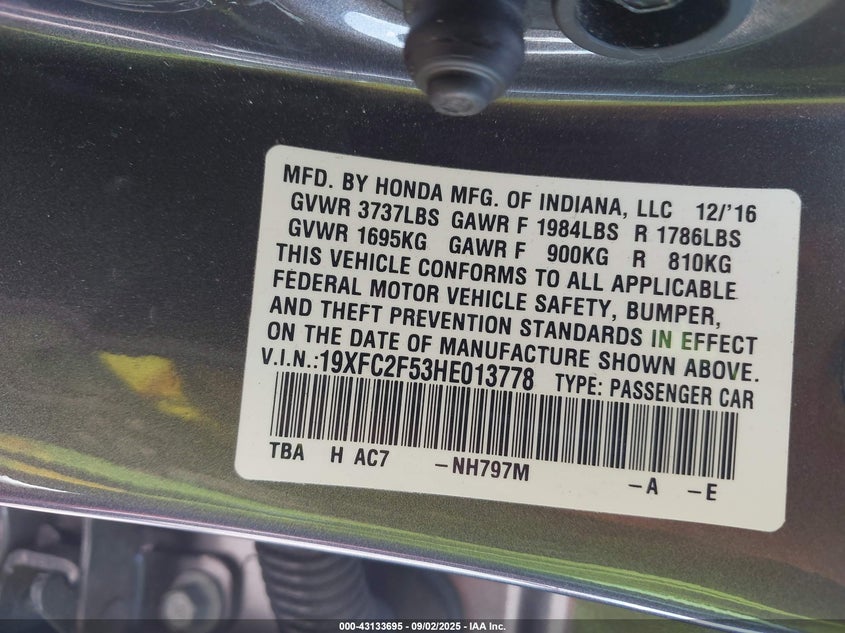 MFD. BY HONDA MFG. OF INDIANA, LLC 12/'16
GVWR 3737LBS GAWR F 1984LBS R 1786LBS
GVWR 1695KG GAWR F 900KG R 810KG
THIS VEHICLE CONFORMS TO ALL APPLICABLE
FEDERAL MOTOR VEHICLE SAFETY, BUMPER,
AND THEFT PREVENTION STANDARDS IN EFFECT
ON THE DATE OF MANUFACTURE SHOWN ABOVE.
V.I.N.:19XFC2F53HE013778 TYPE: PASSENGER CAR
TBA H AC7 -NH797M -A -E
000-43133695 - 09/02/2025 - IAA Inc.